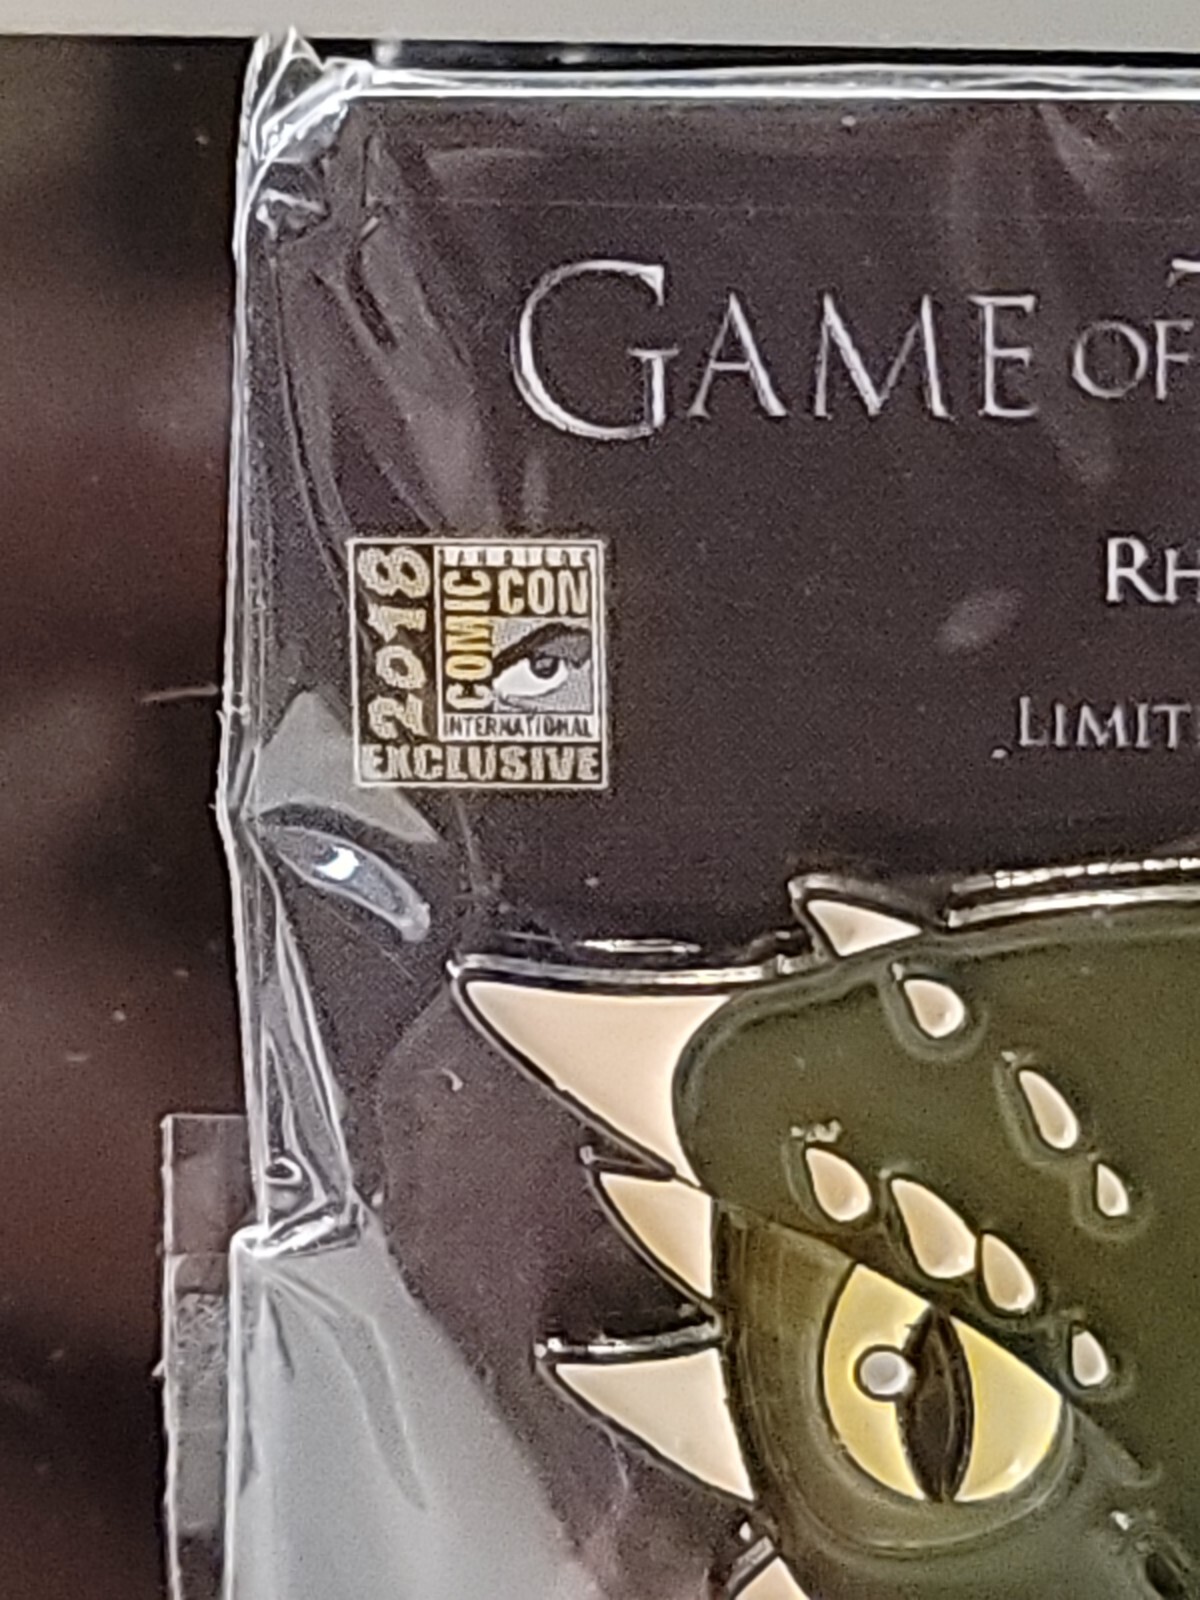 GAME OF
RH
LIMIT
2018
COMIC CON
INTERNATIONAL
EXCLUSIVE